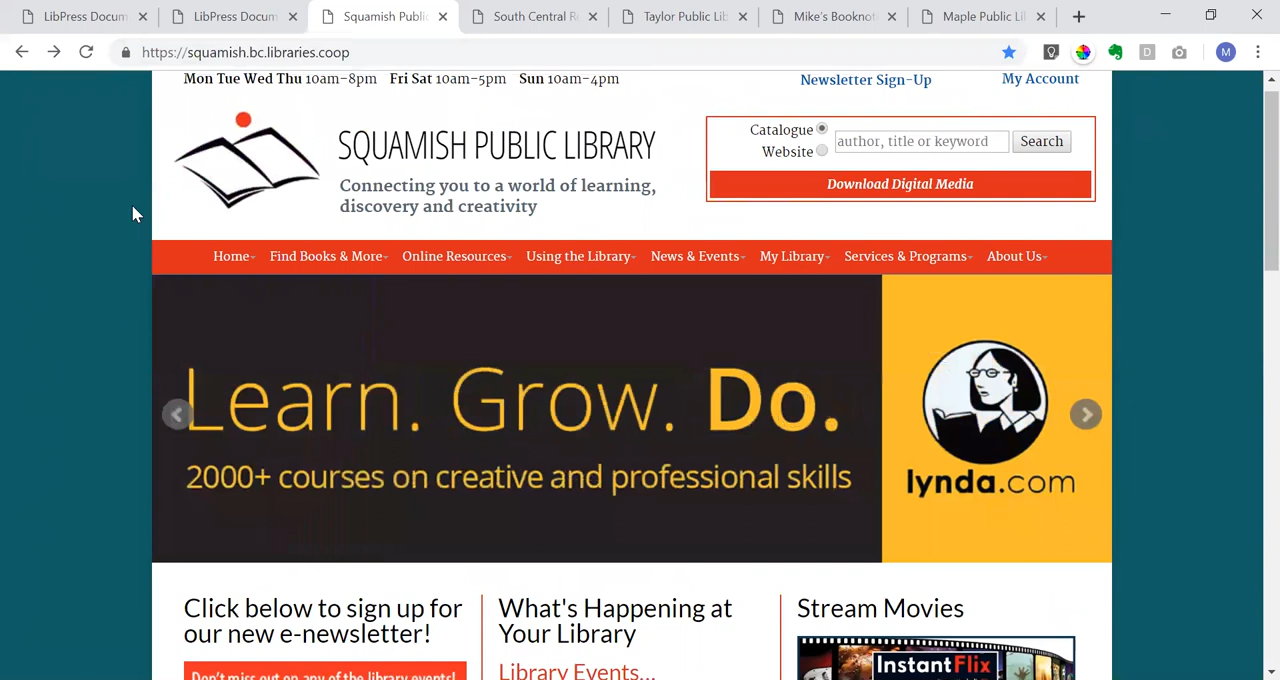 LibPress Docum
LibPress Docum
Squamish Publi
South Central R
Taylor Public Lib
Mike's Booknot
Maple Public Li
https://squamish.bc.libraries.coop
D
M
Mon Tue Wed Thu 10am–8pm Fri Sat 10am–5pm Sun 10am–4pm
Newsletter Sign-Up
My Account
SQUAMISH PUBLIC LIBRARY
Connecting you to a world of learning,
discovery and creativity
Catalogue
Website
author, title or keyword
Search
Download Digital Media
Home
Find Books & More
Online Resources
Using the Library
News & Events
My Library
Services & Programs
About Us
Learn. Grow. Do.
2000+ courses on creative and professional skills
lynda.com
Click below to sign up for
our new e-newsletter!
Don't miss out on any of the library events!
What's Happening at
Your Library
Library Events...
Stream Movies
InstantFlix